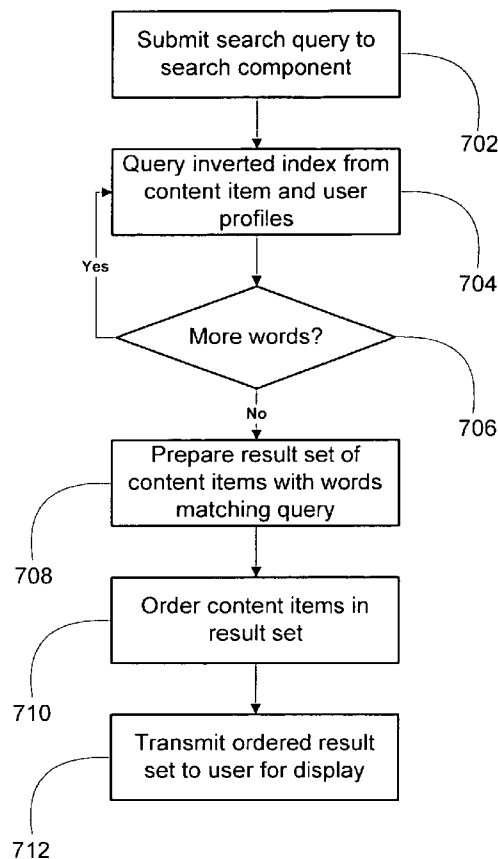 Submit search query to
search component
702
Query inverted index from
content item and user
profiles
704
Yes
More words?
706
No
Prepare result set of
content items with words
matching query
708
Order content items in
result set
710
Transmit ordered result
set to user for display
712